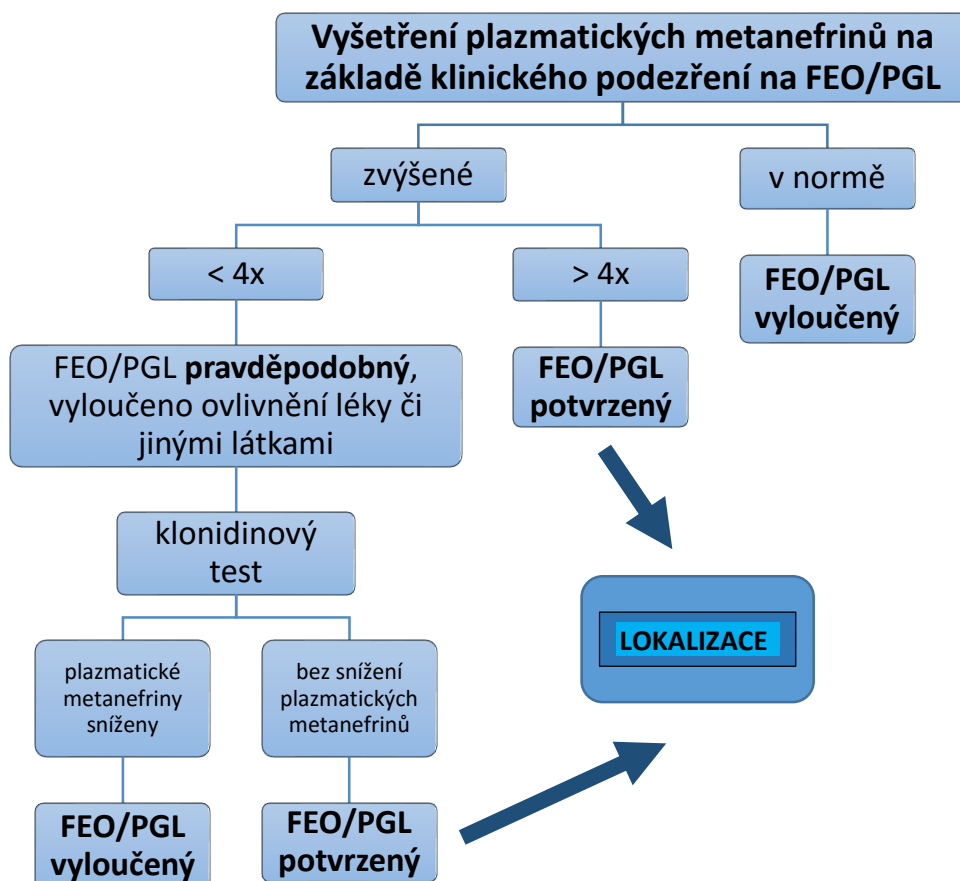 Vyšetření plazmatických metanefrinů na
základě klinického podezření na FEO/PGL
zvýšené
v normě
< 4x
> 4x
FEO/PGL
vyloučený
FEO/PGL pravděpodobný,
vyloučeno ovlivnění léky či
jinými látkami
FEO/PGL
potvrzený
klonidinový
test
LOKALIZACE
plazmatické
metanefriny
sníženy
bez snížení
plazmatických
metanefrinů
FEO/PGL
vyloučený
FEO/PGL
potvrzený